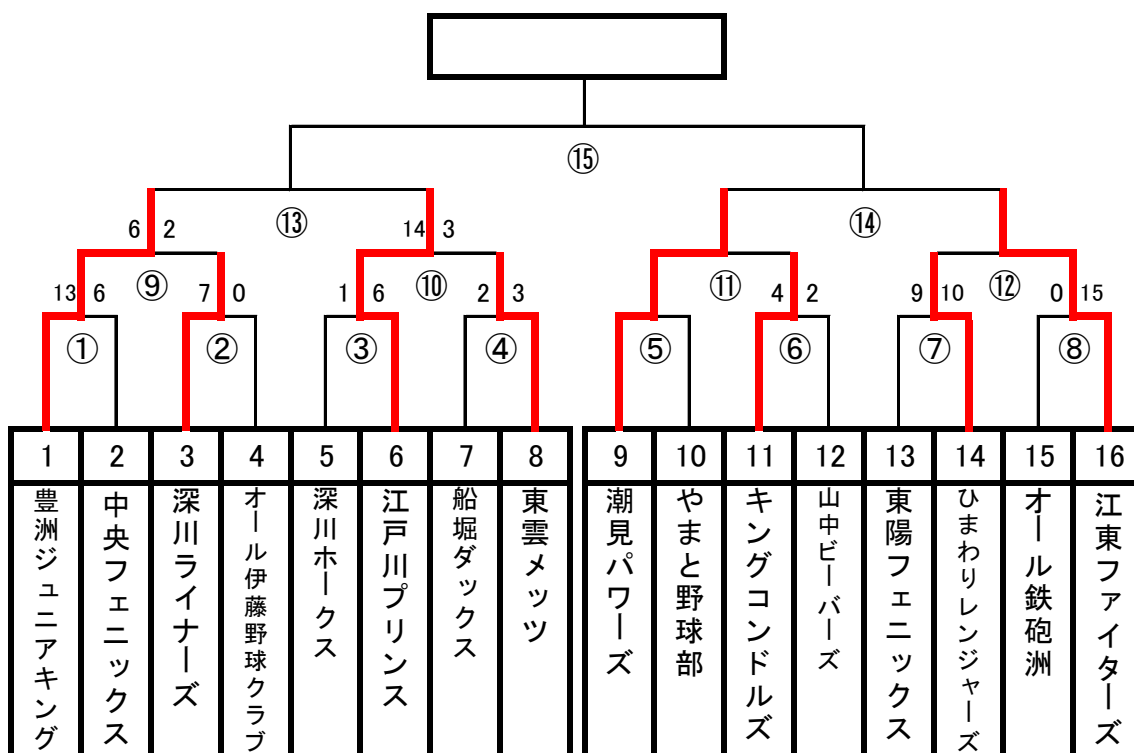 ⑮
⑬ ⑭
6 2 14 3
⑨ ⑩ ⑪ ⑫
13 6 7 0 1 6 2 3 4 2 9 10 0 15
① ② ③ ④ ⑤ ⑥ ⑦ ⑧
1 2 3 4 5 6 7 8 9 10 11 12 13 14 15 16
豊洲ジュニアキング
中央フェニックス
深川ライナーズ
オール伊藤野球クラブ
深川ホークス
江戸川プリンス
船堀ダックス
東雲メッツ
潮見パワーズ
やまと野球部
キングコンドルズ
山中ビーバーズ
東陽フェニックス
ひまわりレンジャーズ
オール鉄砲洲
江東ファイターズ